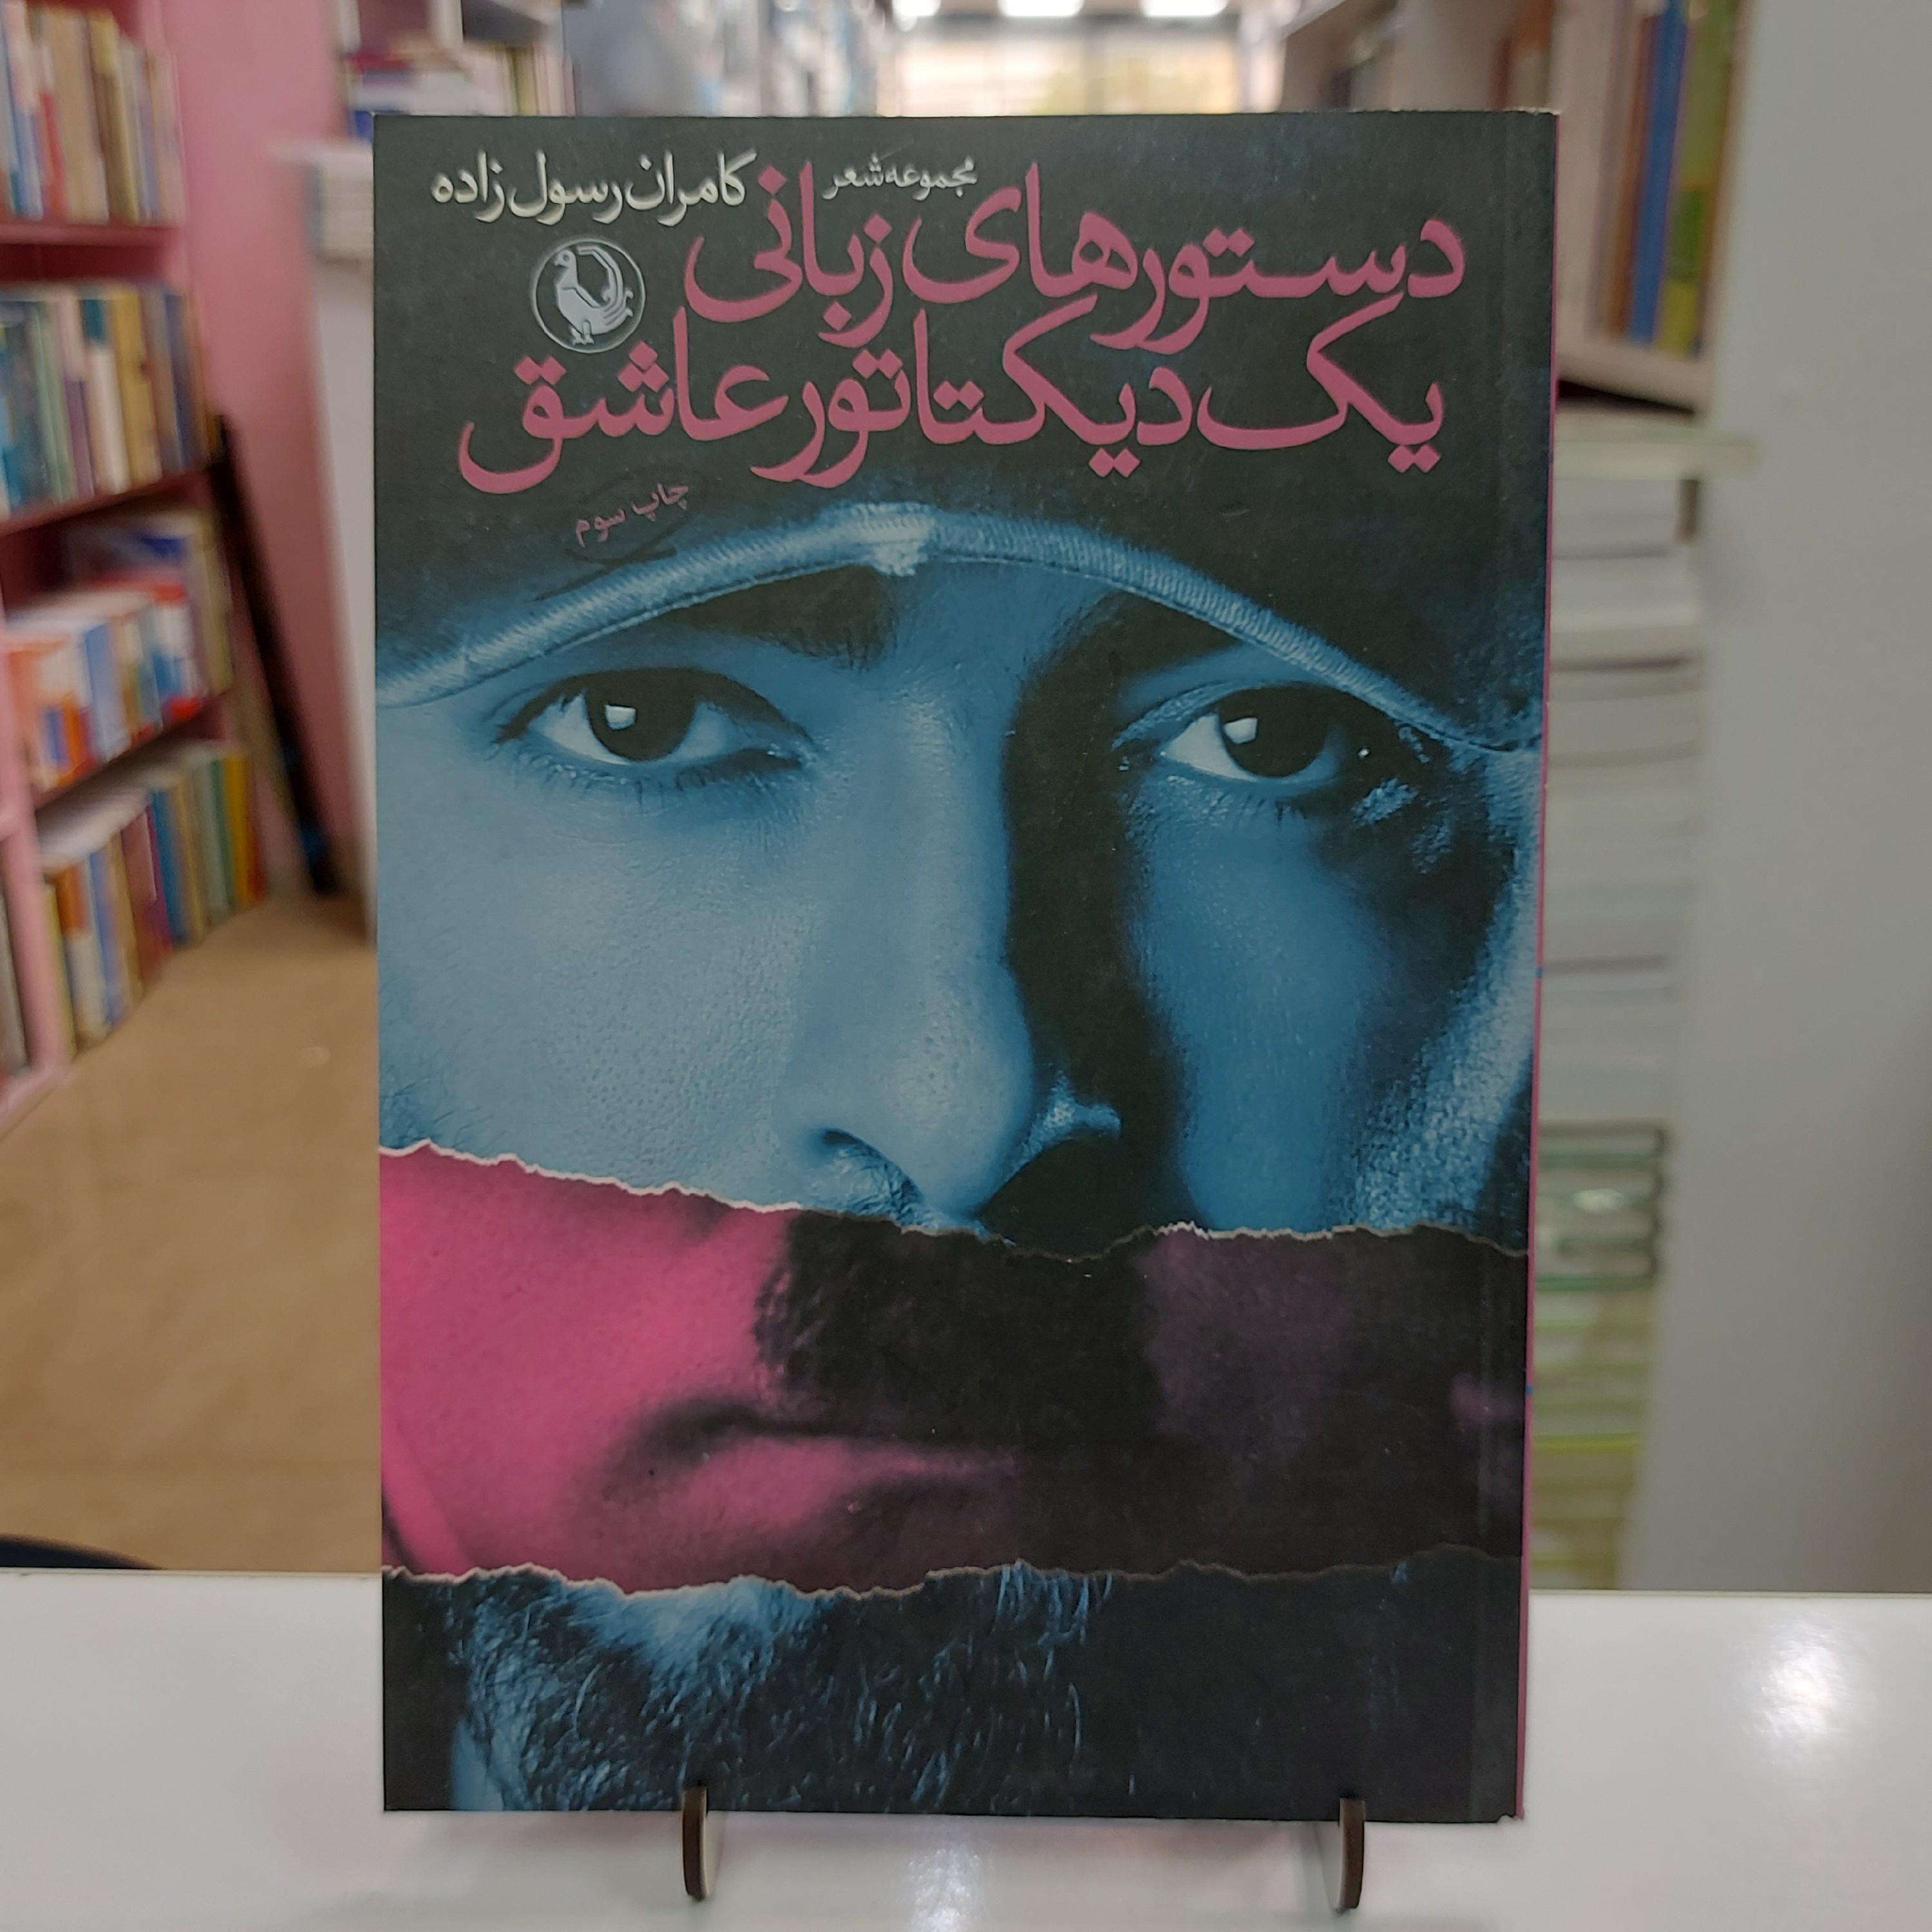 مجموعه شعر
کامران رسول‌زاده
دستورهای زبانی
یک دیکتاتور عاشق
چاپ سوم